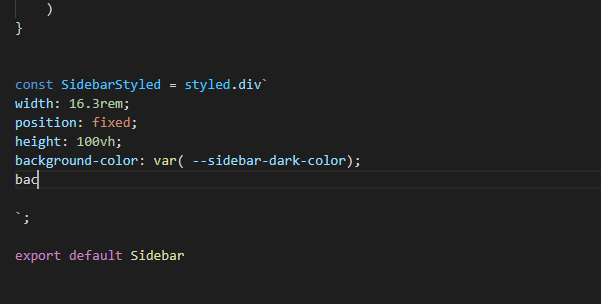 )
}
const SidebarStyled = styled.div`
width: 16.3rem;
position: fixed;
height: 100vh;
background-color: var( --sidebar-dark-color);
bac
`;
export default Sidebar